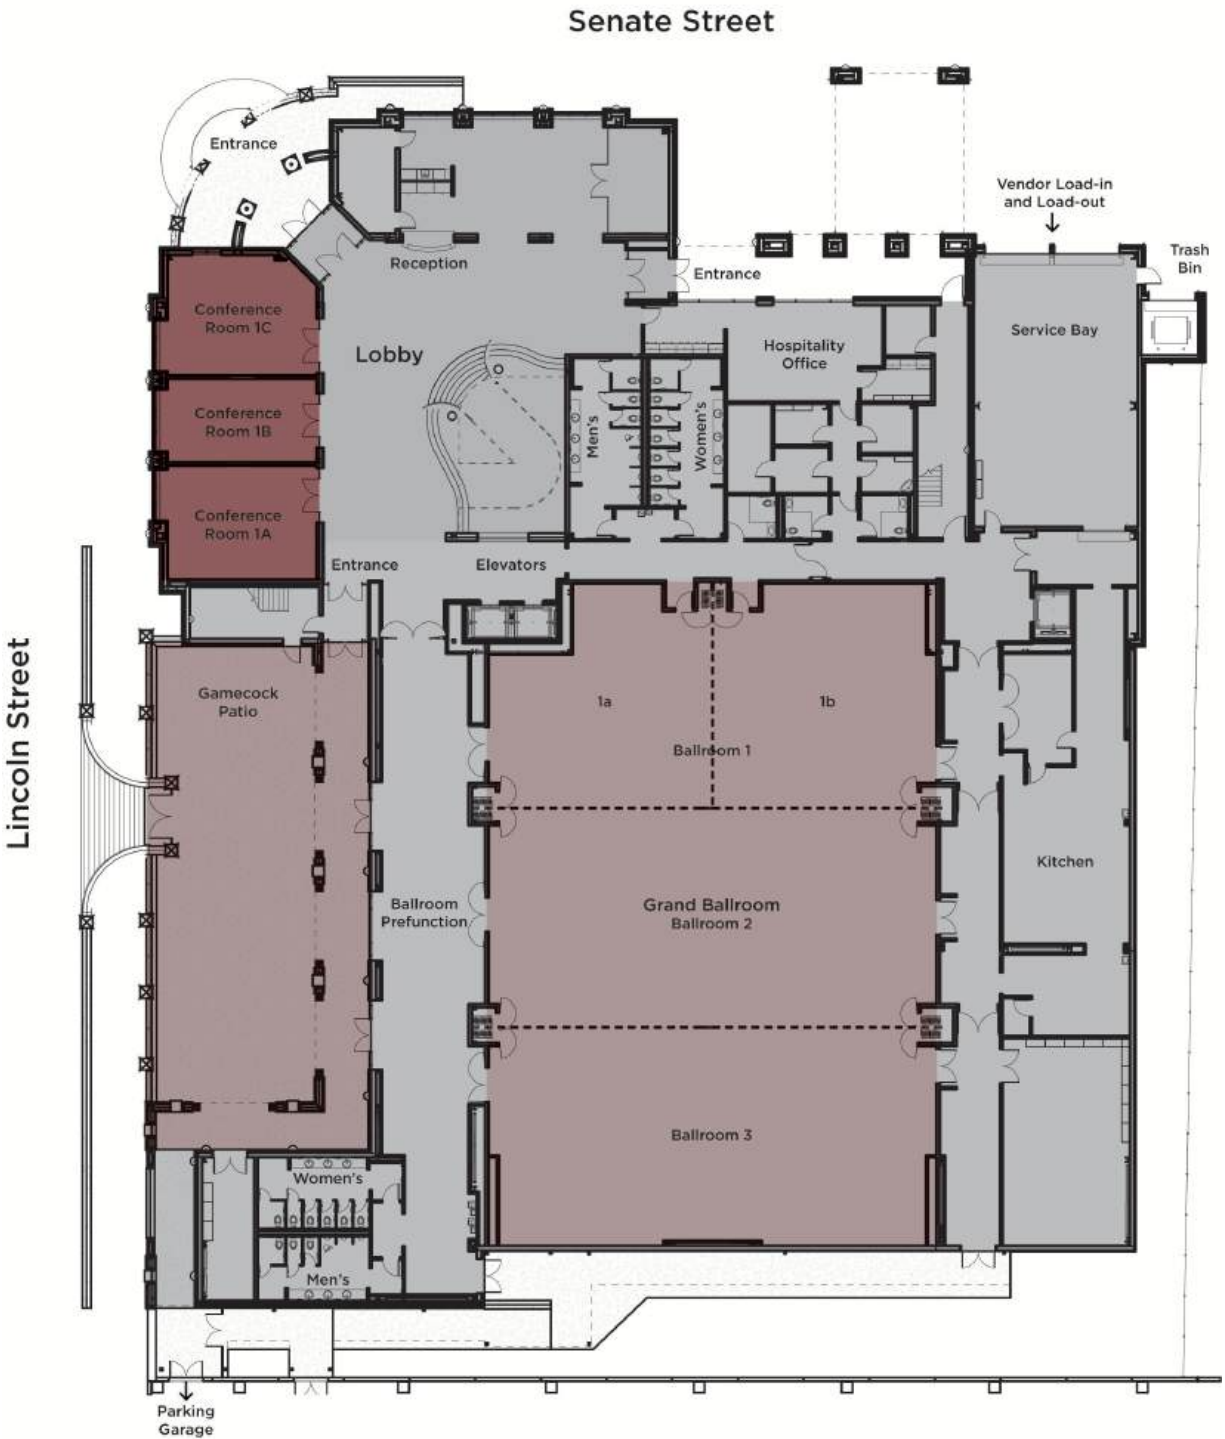 Senate Street
Entrance
Vendor Load-in
and Load-out
Trash
Bin
Reception
Entrance
Conference
Room 1C
Service Bay
Lobby
Hospitality
Office
Conference
Room 1B
Men's
Women's
Conference
Room 1A
Entrance
Elevators
Lincoln Street
Gamecock
Patio
1a
1b
Ballroom 1
Kitchen
Ballroom
Prefunction
Grand Ballroom
Ballroom 2
Ballroom 3
Women's
Men's
Parking
Garage